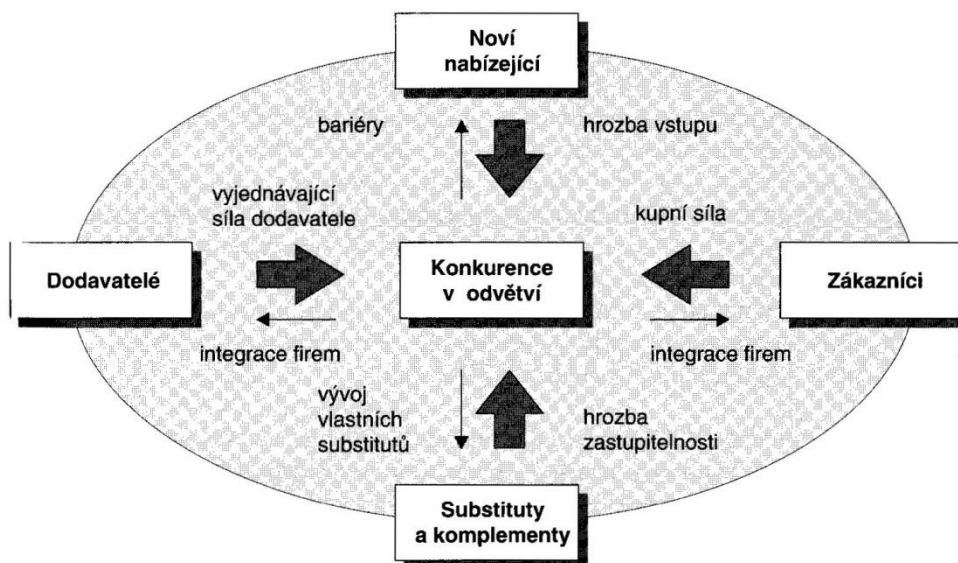 Noví
nabízející
bariéry
hrozba vstupu
vyjednávající
síla dodavatele
kupní síla
Dodavatelé
Konkurence
v odvětví
Zákazníci
integrace firem
integrace firem
vývoj
vlastních
substitutů
hrozba
zastupitelnosti
Substituty
a komplementy